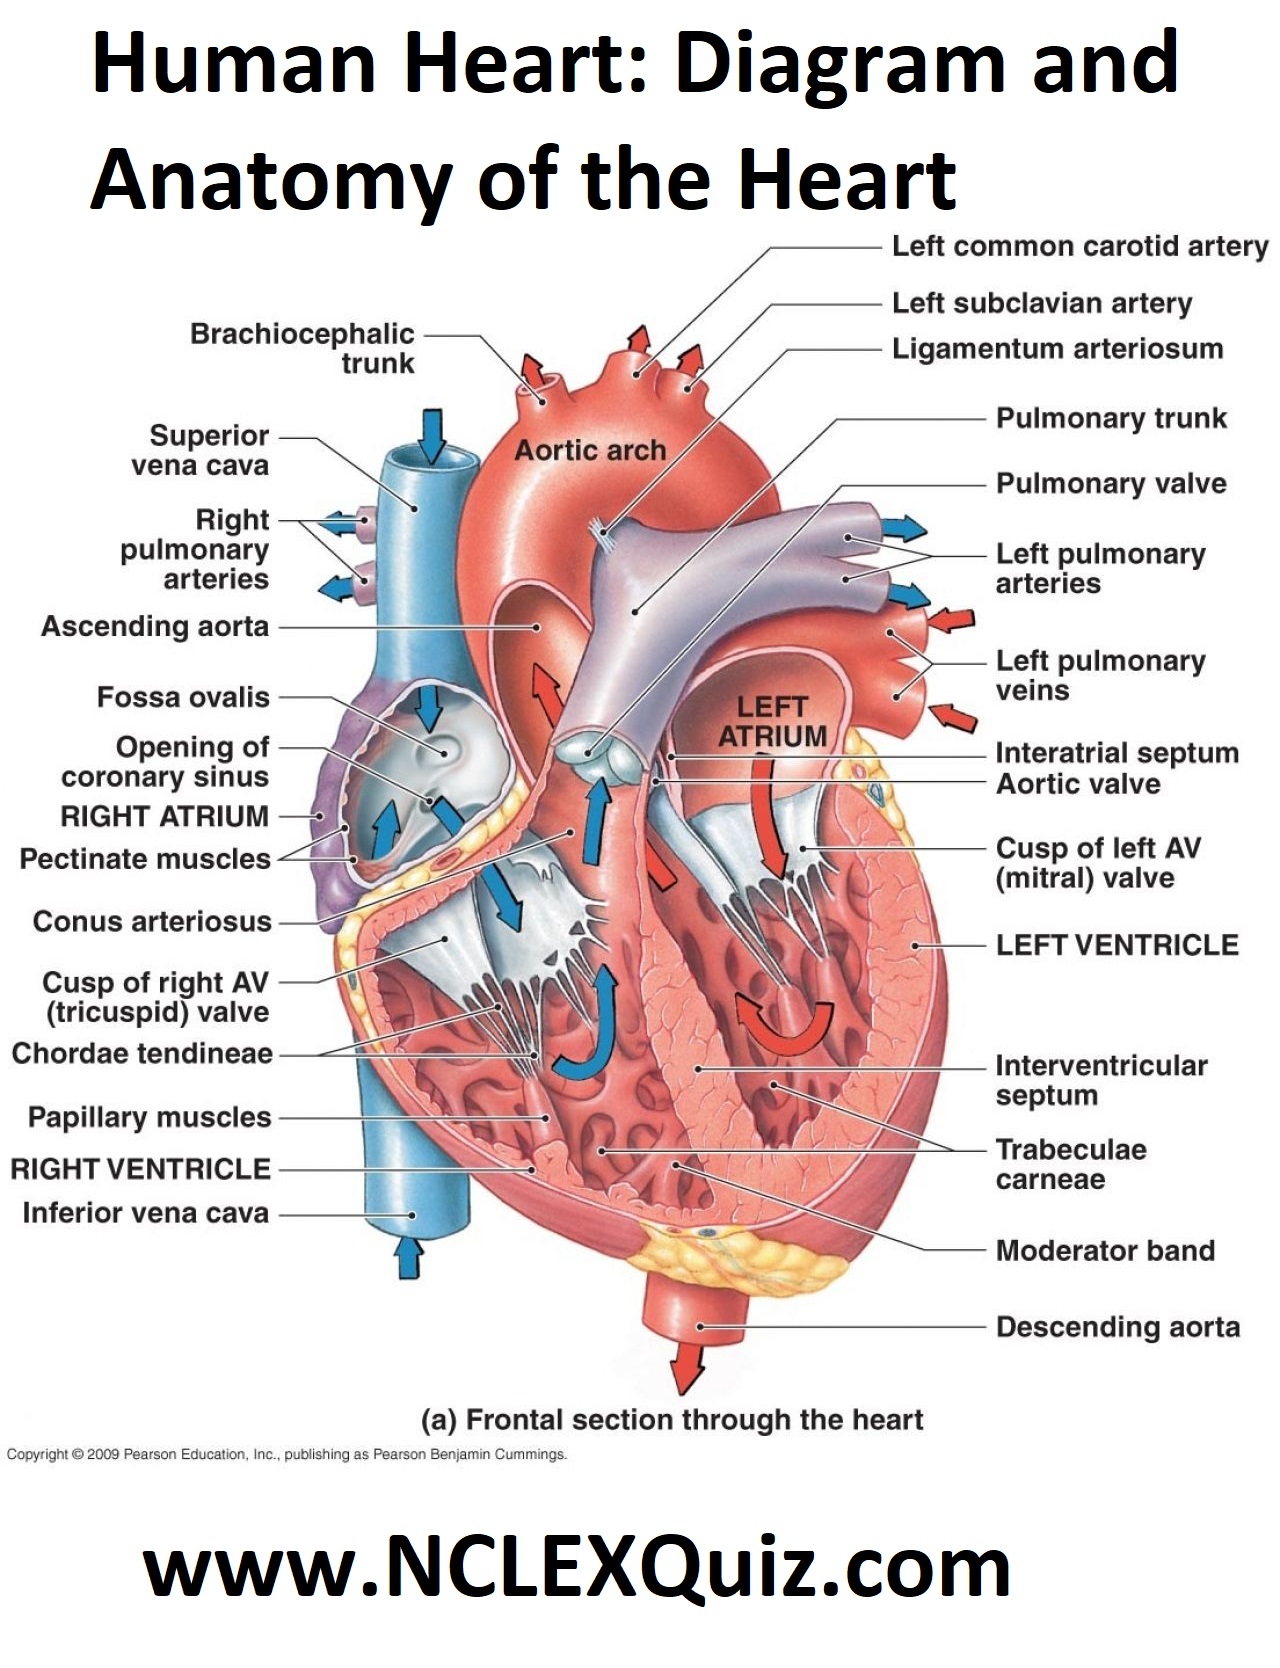 Human Heart: Diagram and
Anatomy of the Heart
Left common carotid artery
Left subclavian artery
Brachiocephalic
trunk
Ligamentum arteriosum
Pulmonary trunk
Superior
vena cava
Aortic arch
Pulmonary valve
Right
pulmonary
arteries
Left pulmonary
arteries
Ascending aorta
Left pulmonary
veins
Fossa ovalis
LEFT
ATRIUM
Opening of
coronary sinus
Interatrial septum
Aortic valve
RIGHT ATRIUM
Pectinate muscles
Cusp of left AV
(mitral) valve
Conus arteriosus
LEFT VENTRICLE
Cusp of right AV
(tricuspid) valve
Chordae tendineae
Interventricular
septum
Papillary muscles
Trabeculae
carneae
RIGHT VENTRICLE
Inferior vena cava
Moderator band
Descending aorta
(a) Frontal section through the heart
Copyright © 2009 Pearson Education, Inc., publishing as Pearson Benjamin Cummings.
www.NCLEXQuiz.com